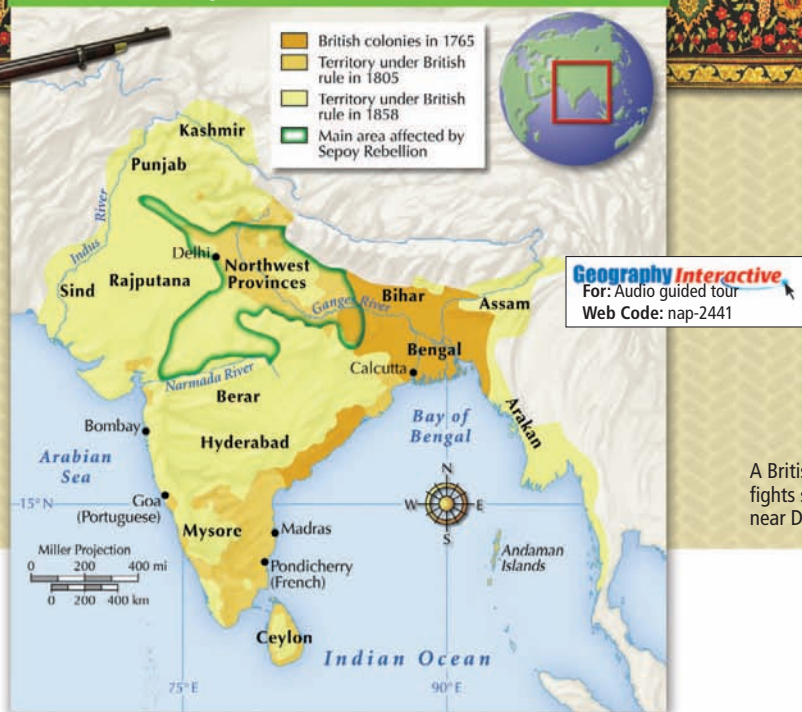 British colonies in 1765
Territory under British
rule in 1805
Territory under British
rule in 1858
Main area affected by
Sepoy Rebellion
Kashmir
Punjab
Indus River
Delhi
Northwest
Provinces
Sind
Rajputana
Ganges River
Bihar
Assam
Bengal
Calcutta
Narmada River
Berar
Bombay
Hyderabad
Arakan
Bay of
Bengal
Arabian
Sea
N
W
E
S
15°N
Goa
(Portuguese)
Mysore
Madras
Miller Projection
0 200 400 mi
0 200 400 km
Pondicherry
(French)
Andaman
Islands
Ceylon
Indian Ocean
75°E
90°E
Geography Interactive
For: Audio guided tour
Web Code: nap-2441
A Briti
fights
near D